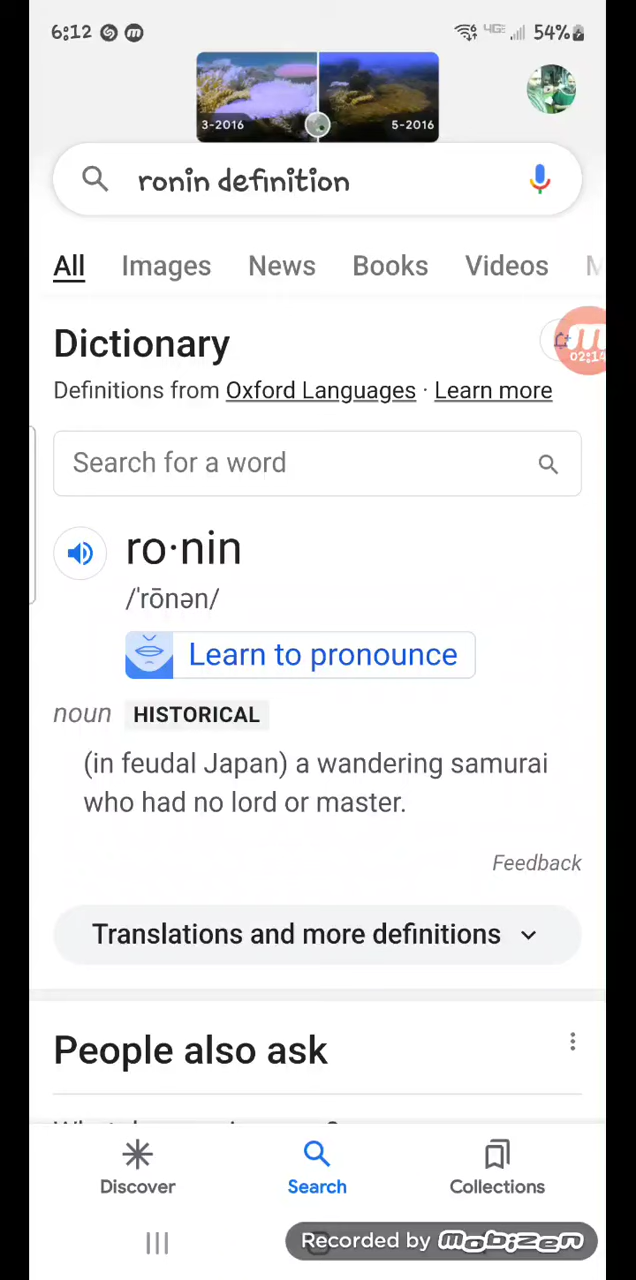 6:12
4GE 54%
3-2016 5-2016
ronin definition
All Images News Books Videos M
Dictionary
02:14
Definitions from Oxford Languages · Learn more
Search for a word
ro·nin
/ˈrōnən/
Learn to pronounce
noun HISTORICAL
(in feudal Japan) a wandering samurai
who had no lord or master.
Feedback
Translations and more definitions
People also ask
Discover Search Collections
Recorded by mobizen